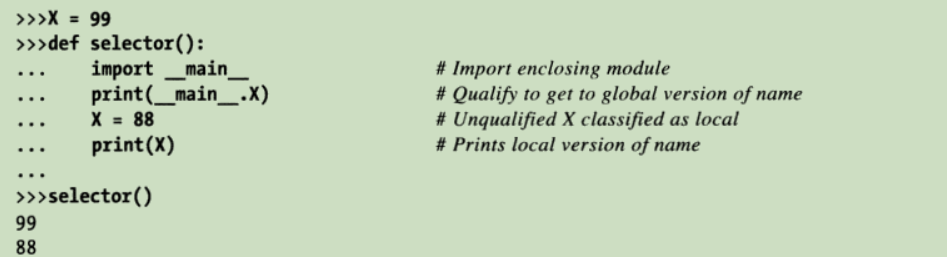 >>>X = 99
>>>def selector():
...     import __main__                # Import enclosing module
...     print(__main__.X)              # Qualify to get to global version of name
...     X = 88                         # Unqualified X classified as local
...     print(X)                       # Prints local version of name
...
>>>selector()
99
88